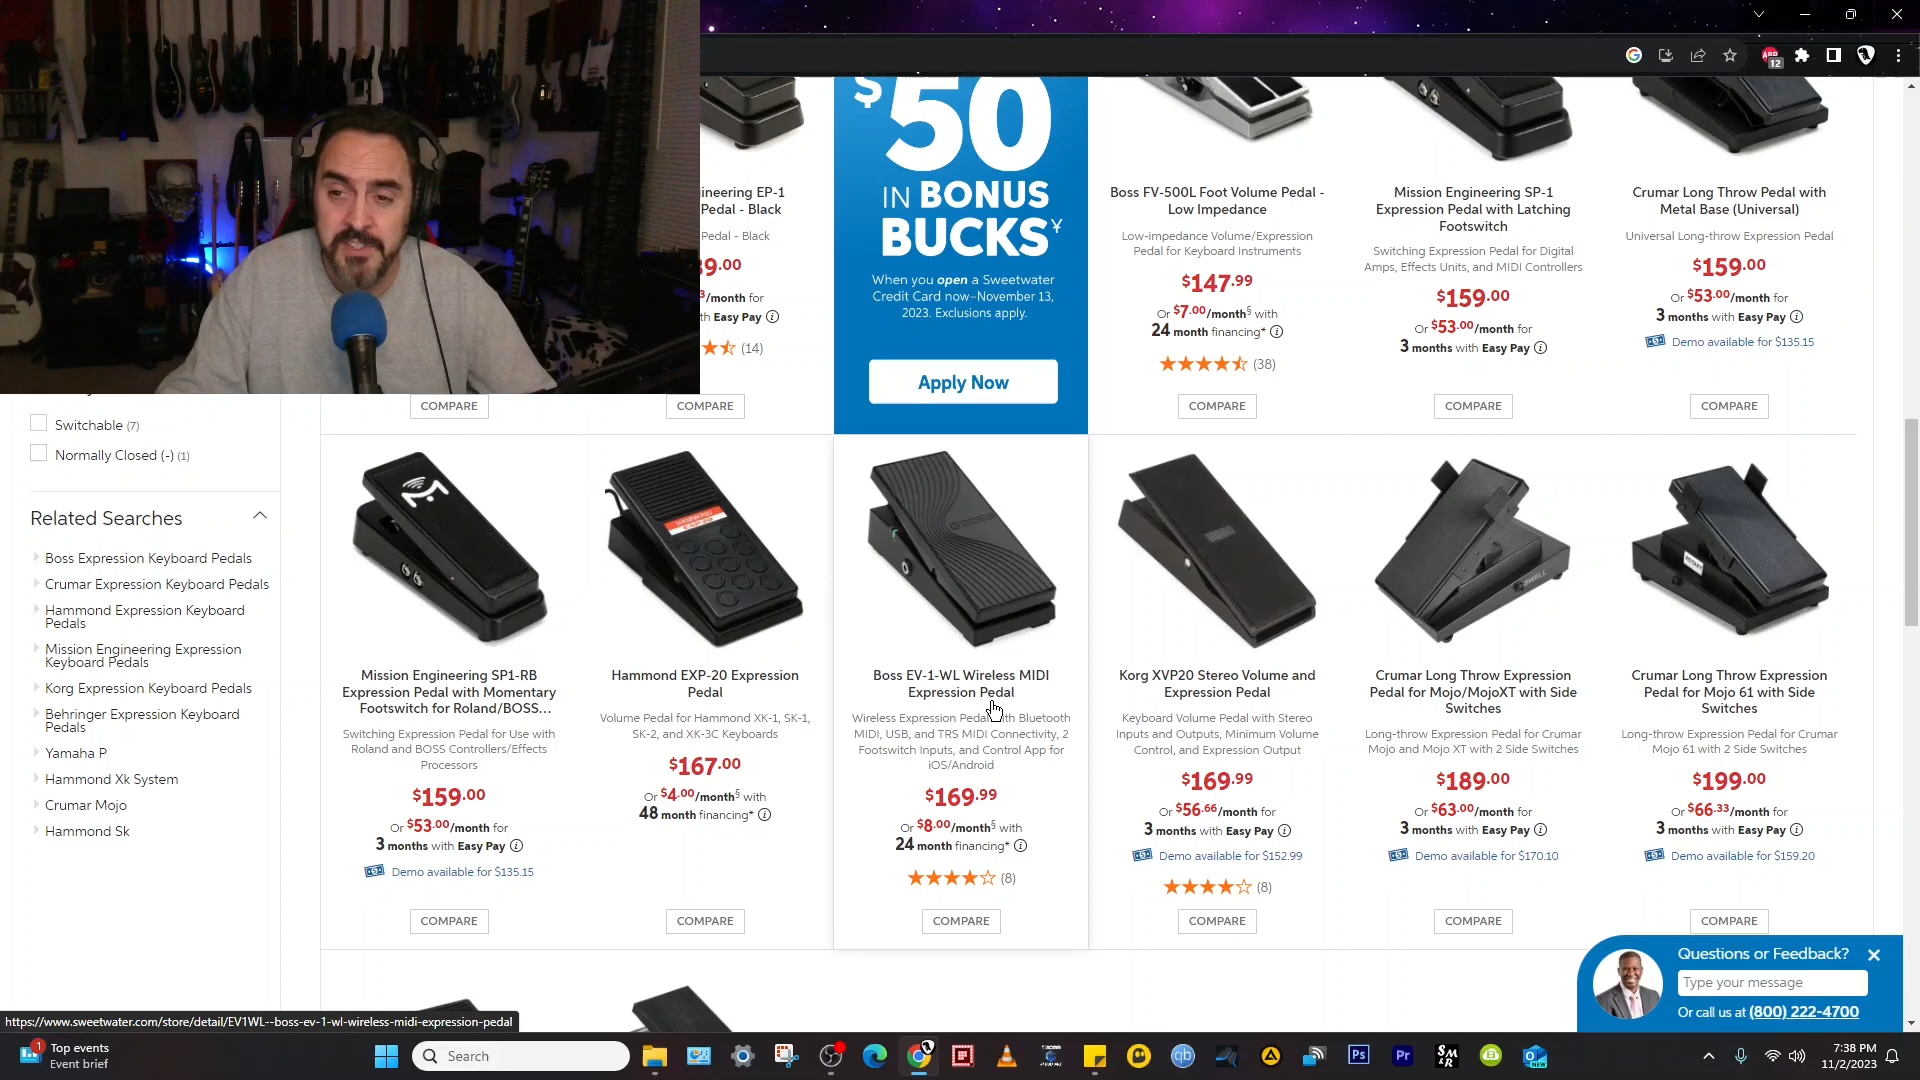 12
ineering EP-1
Pedal - Black
Pedal - Black
9.00
/month for
th Easy Pay
(14)
COMPARE
COMPARE
$50
IN BONUS
BUCKS¥
When you open a Sweetwater
Credit Card now–November 13,
2023. Exclusions apply.
Apply Now
Boss FV-500L Foot Volume Pedal -
Low Impedance
Low-impedance Volume/Expression
Pedal for Keyboard Instruments
$147.99
Or $7.00/month§ with
24 month financing*
(38)
COMPARE
Mission Engineering SP-1
Expression Pedal with Latching
Footswitch
Switching Expression Pedal for Digital
Amps, Effects Units, and MIDI Controllers
$159.00
Or $53.00/month for
3 months with Easy Pay
COMPARE
Crumar Long Throw Pedal with
Metal Base (Universal)
Universal Long-throw Expression Pedal
$159.00
Or $53.00/month for
3 months with Easy Pay
Demo available for $135.15
COMPARE
Switchable (7)
Normally Closed (-) (1)
Related Searches
Boss Expression Keyboard Pedals
Crumar Expression Keyboard Pedals
Hammond Expression Keyboard
Pedals
Mission Engineering Expression
Keyboard Pedals
Korg Expression Keyboard Pedals
Behringer Expression Keyboard
Pedals
Yamaha P
Hammond Xk System
Crumar Mojo
Hammond Sk
Mission Engineering SP1-RB
Expression Pedal with Momentary
Footswitch for Roland/BOSS...
Switching Expression Pedal for Use with
Roland and BOSS Controllers/Effects
Processors
$159.00
Or $53.00/month for
3 months with Easy Pay
Demo available for $135.15
COMPARE
HAMMOND
EXP-20
Hammond EXP-20 Expression
Pedal
Volume Pedal for Hammond XK-1, SK-1,
SK-2, and XK-3C Keyboards
$167.00
Or $4.00/month§ with
48 month financing*
COMPARE
BOSS
Boss EV-1-WL Wireless MIDI
Expression Pedal
Wireless Expression Pedal with Bluetooth
MIDI, USB, and TRS MIDI Connectivity, 2
Footswitch Inputs, and Control App for
iOS/Android
$169.99
Or $8.00/month§ with
24 month financing*
(8)
COMPARE
KORG
Korg XVP20 Stereo Volume and
Expression Pedal
Keyboard Volume Pedal with Stereo
Inputs and Outputs, Minimum Volume
Control, and Expression Output
$169.99
Or $56.66/month for
3 months with Easy Pay
Demo available for $152.99
(8)
COMPARE
SWELL
Crumar Long Throw Expression
Pedal for Mojo/MojoXT with Side
Switches
Long-throw Expression Pedal for Crumar
Mojo and Mojo XT with 2 Side Switches
$189.00
Or $63.00/month for
3 months with Easy Pay
Demo available for $170.10
COMPARE
ROTARY
Crumar Long Throw Expression
Pedal for Mojo 61 with Side
Switches
Long-throw Expression Pedal for Crumar
Mojo 61 with 2 Side Switches
$199.00
Or $66.33/month for
3 months with Easy Pay
Demo available for $159.20
COMPARE
Questions or Feedback?
Type your message
Or call us at (800) 222-4700
https://www.sweetwater.com/store/detail/EV1WL--boss-ev-1-wl-wireless-midi-expression-pedal
1
Top events
Event brief
Search
qb
Ps
Pr
NEW
7:38 PM
11/2/2023